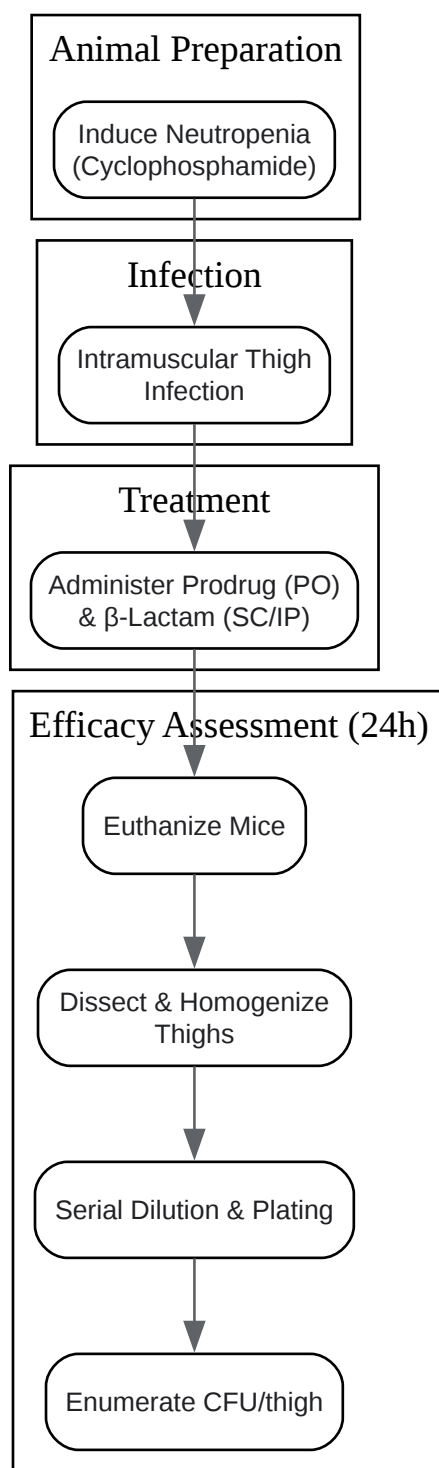 Animal Preparation
Induce Neutropenia
(Cyclophosphamide)
Infection
Intramuscular Thigh
Infection
Treatment
Administer Prodrug (PO)
& β-Lactam (SC/IP)
Efficacy Assessment (24h)
Euthanize Mice
Dissect & Homogenize
Thighs
Serial Dilution & Plating
Enumerate CFU/thigh